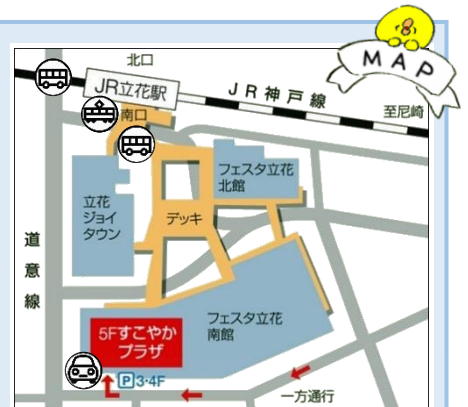 MAP
北口
JR立花駅
JR神戸線
南口
至尼崎
フェスタ立花
北館
立花
ジョイ
タウン
デッキ
道意線
5Fすこやか
プラザ
フェスタ立花
南館
P3・4F
一方通行